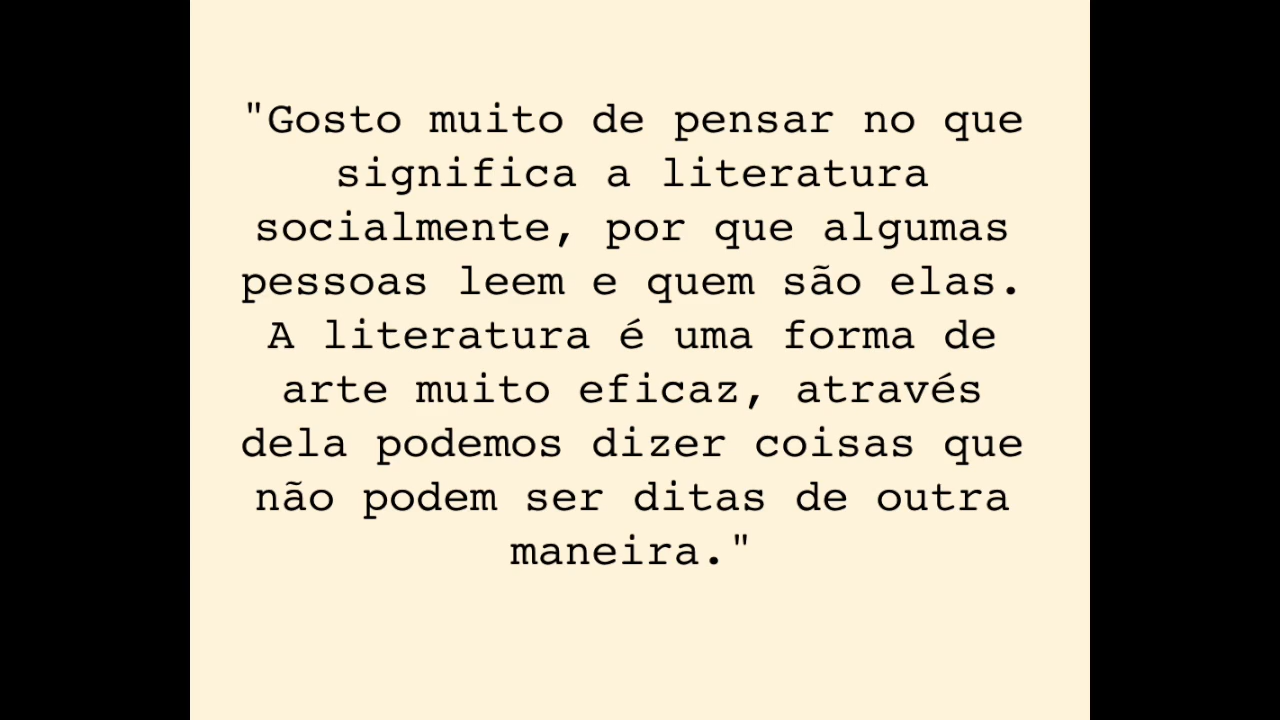 "Gosto muito de pensar no que
significa a literatura
socialmente, por que algumas
pessoas leem e quem são elas.
A literatura é uma forma de
arte muito eficaz, através
dela podemos dizer coisas que
não podem ser ditas de outra
maneira."